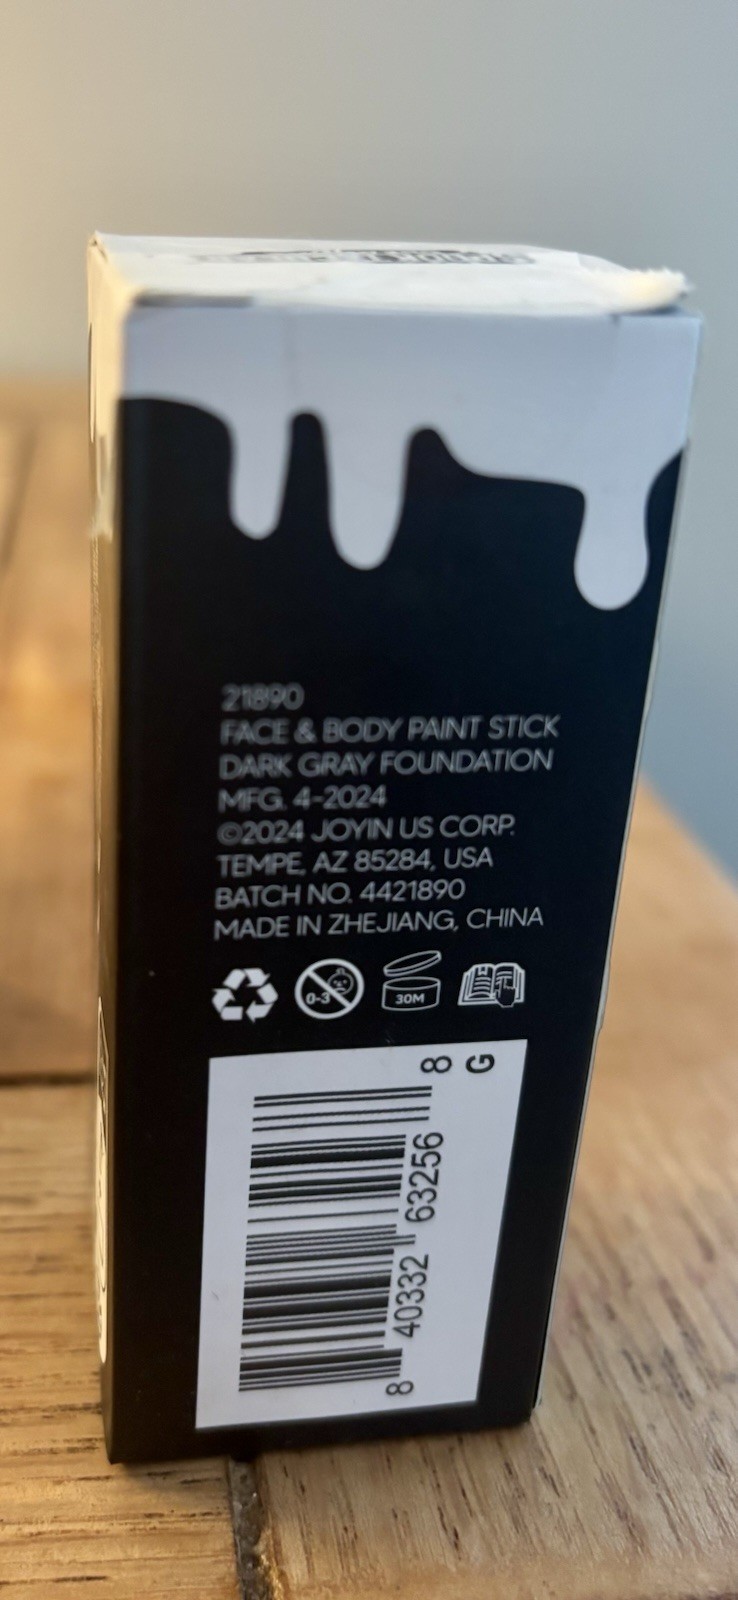 21890
FACE & BODY PAINT STICK
DARK GRAY FOUNDATION
MFG. 4-2024
©2024 JOYIN US CORP.
TEMPE, AZ 85284, USA
BATCH NO. 4421890
MADE IN ZHEJIANG, CHINA
0-3
30M
8 40332 63256 8
G